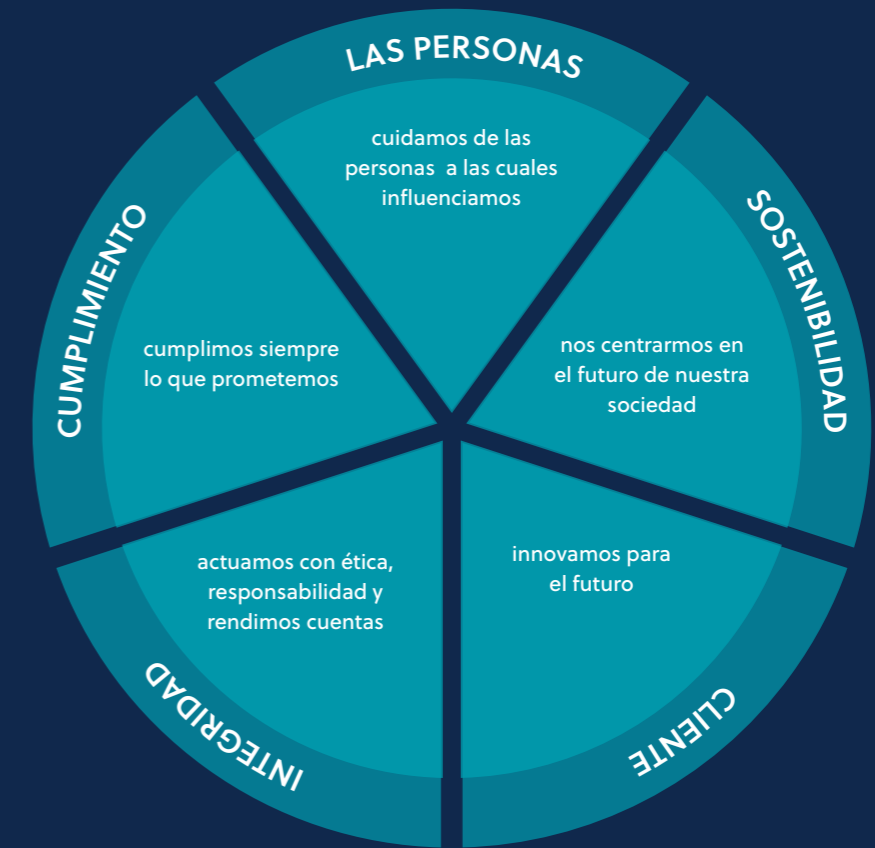 LAS PERSONAS
cuidamos de las
personas a las cuales
influenciamos
SOSTENIBILIDAD
nos centrarmos en
el futuro de nuestra
sociedad
CLIENTE
innovamos para
el futuro
INTEGRIDAD
actuamos con ética,
responsabilidad y
rendimos cuentas
CUMPLIMIENTO
cumplimos siempre
lo que prometemos